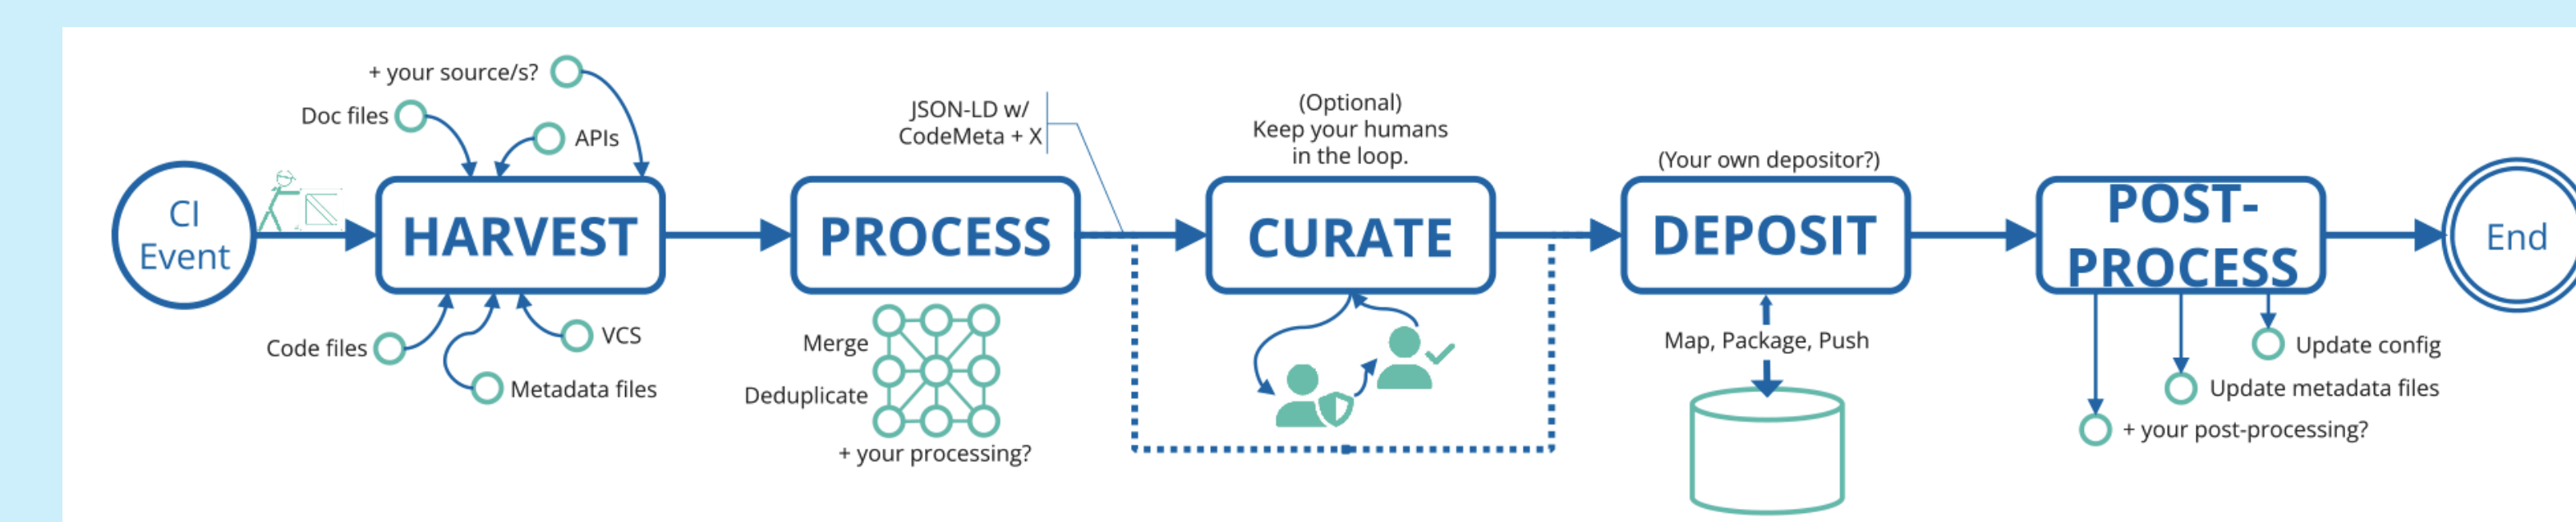 + your source/s?
Doc files
APIs
CI
Event
HARVEST
Code files
VCS
Metadata files
PROCESS
Merge
Deduplicate
+ your processing?
JSON-LD w/
CodeMeta + X
(Optional)
Keep your humans
in the loop.
CURATE
(Your own depositor?)
DEPOSIT
Map, Package, Push
POST-
PROCESS
Update config
Update metadata files
+ your post-processing?
End